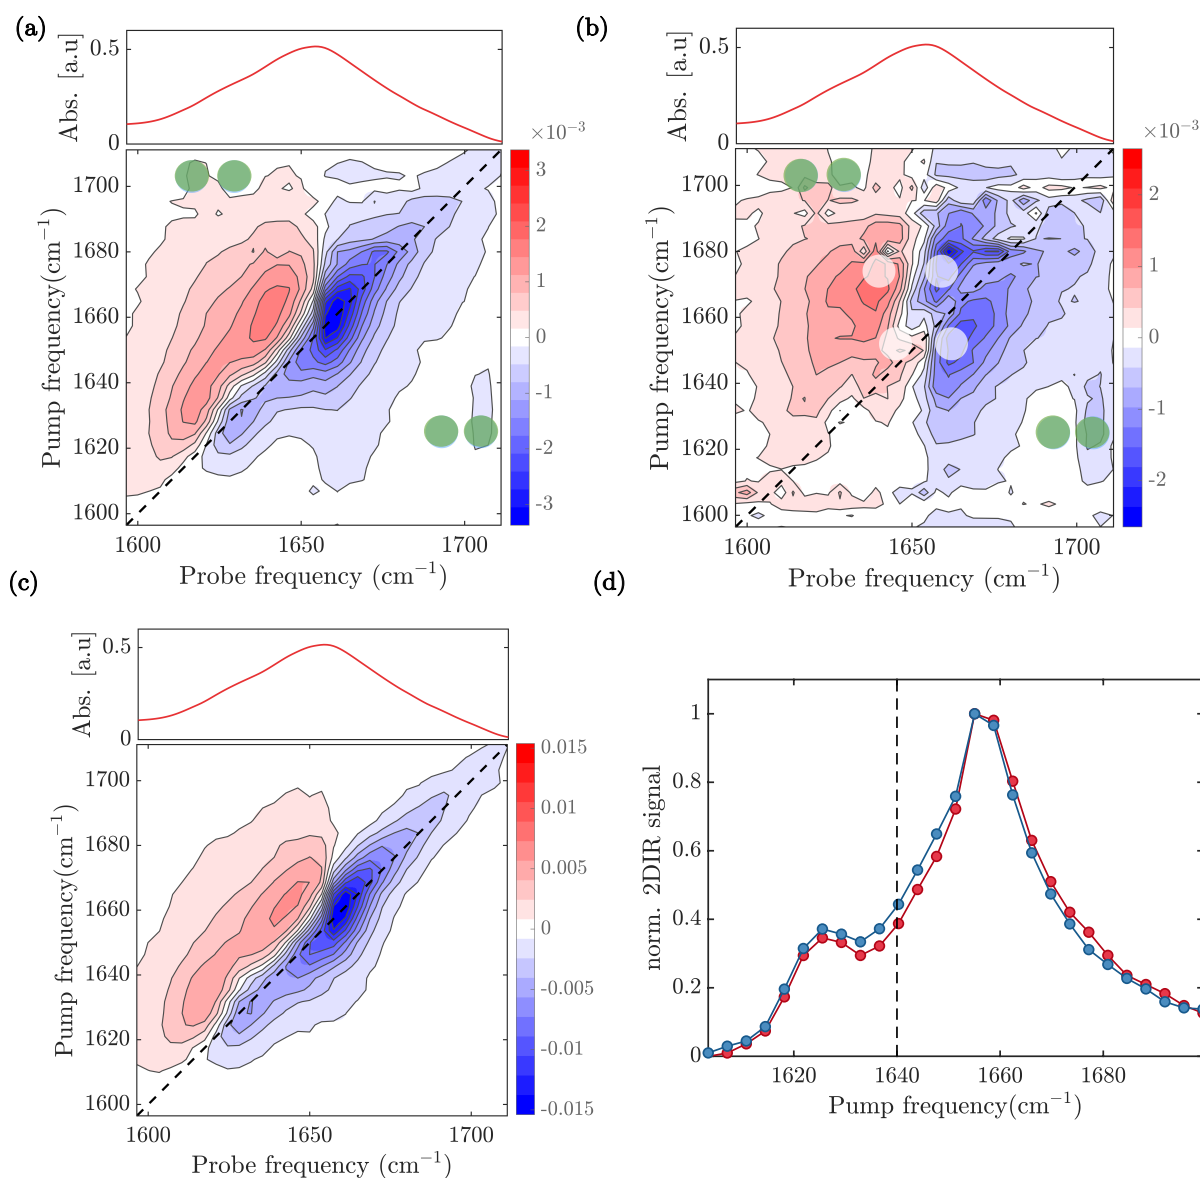 (a)
Abs. [a.u]
0.5
0
×10⁻³
Pump frequency(cm⁻¹)
1700
1680
1660
1640
1620
1600
3
2
1
0
-1
-2
-3
1600 1650 1700
Probe frequency (cm⁻¹)
(b)
Abs. [a.u]
0.5
0
×10⁻³
Pump frequency(cm⁻¹)
1700
1680
1660
1640
1620
1600
2
1
0
-1
-2
1600 1650 1700
Probe frequency (cm⁻¹)
(c)
Abs. [a.u]
0.5
0
Pump frequency(cm⁻¹)
1700
1680
1660
1640
1620
1600
0.015
0.01
0.005
0
-0.005
-0.01
-0.015
1600 1650 1700
Probe frequency (cm⁻¹)
(d)
norm. 2DIR signal
1
0.8
0.6
0.4
0.2
0
1620 1640 1660 1680
Pump frequency(cm⁻¹)